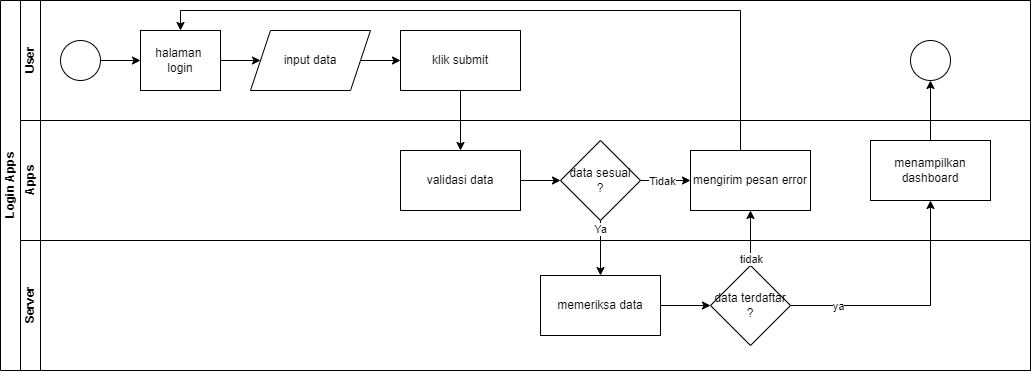 Login Apps
User
halaman
login
input data
klik submit
Apps
validasi data
data sesuai
?
Tidak
mengirim pesan error
menampilkan
dashboard
Ya
Server
memeriksa data
tidak
data terdaftar
?
ya